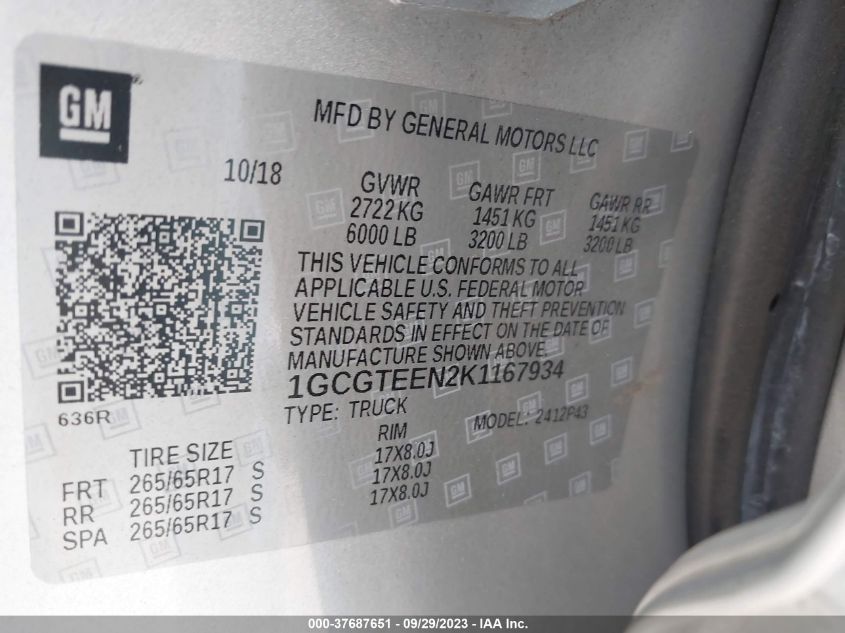 GM
MFD BY GENERAL MOTORS LLC
10/18
GVWR GAWR FRT GAWR RR
2722 KG 1451 KG 1451 KG
6000 LB 3200 LB 3200 LB
THIS VEHICLE CONFORMS TO ALL
APPLICABLE U.S. FEDERAL MOTOR
VEHICLE SAFETY AND THEFT PREVENTION
STANDARDS IN EFFECT ON THE DATE OF
MANUFACTURE SHOWN ABOVE.
1GCGTEEN2K1167934
TYPE: TRUCK MODEL: 2412P43
636R
TIRE SIZE RIM
FRT 265/65R17 S 17X8.0J
RR 265/65R17 S 17X8.0J
SPA 265/65R17 S 17X8.0J
000-37687651 - 09/29/2023 - IAA Inc.